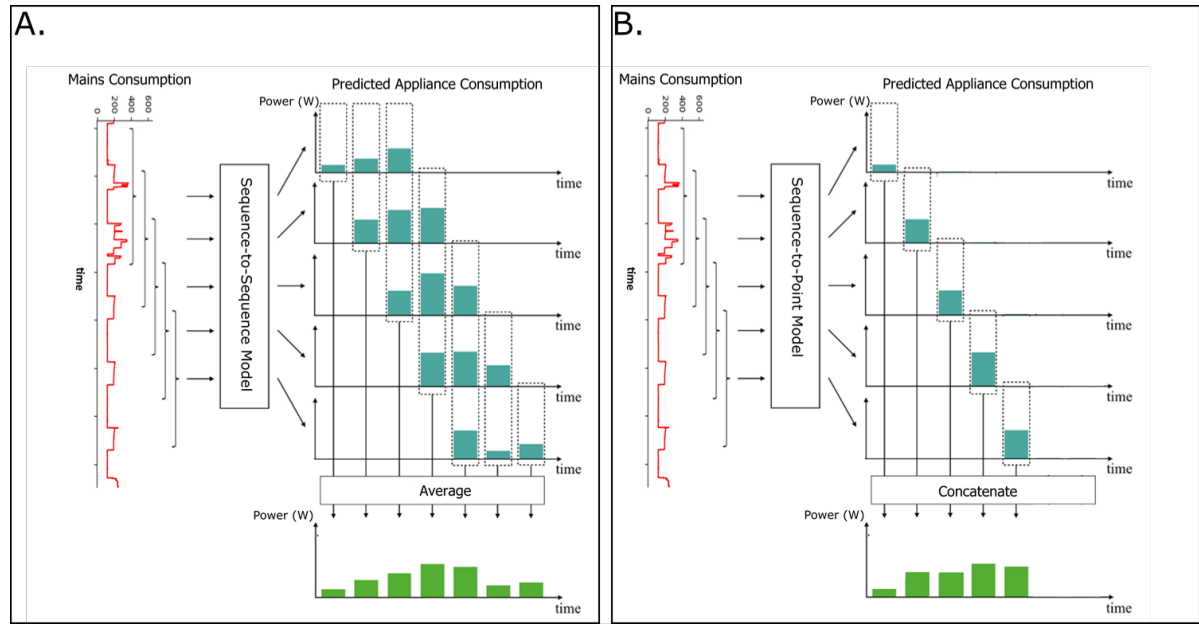 A.
Mains Consumption
Predicted Appliance Consumption
0 200 400 600
Power (W)
time
time
time
time
time
time
Sequence-to-Sequence Model
Average
Power (W)
time
B.
Mains Consumption
Predicted Appliance Consumption
0 200 400 600
Power (W)
time
time
time
time
time
time
Sequence-to-Point Model
Concatenate
Power (W)
time